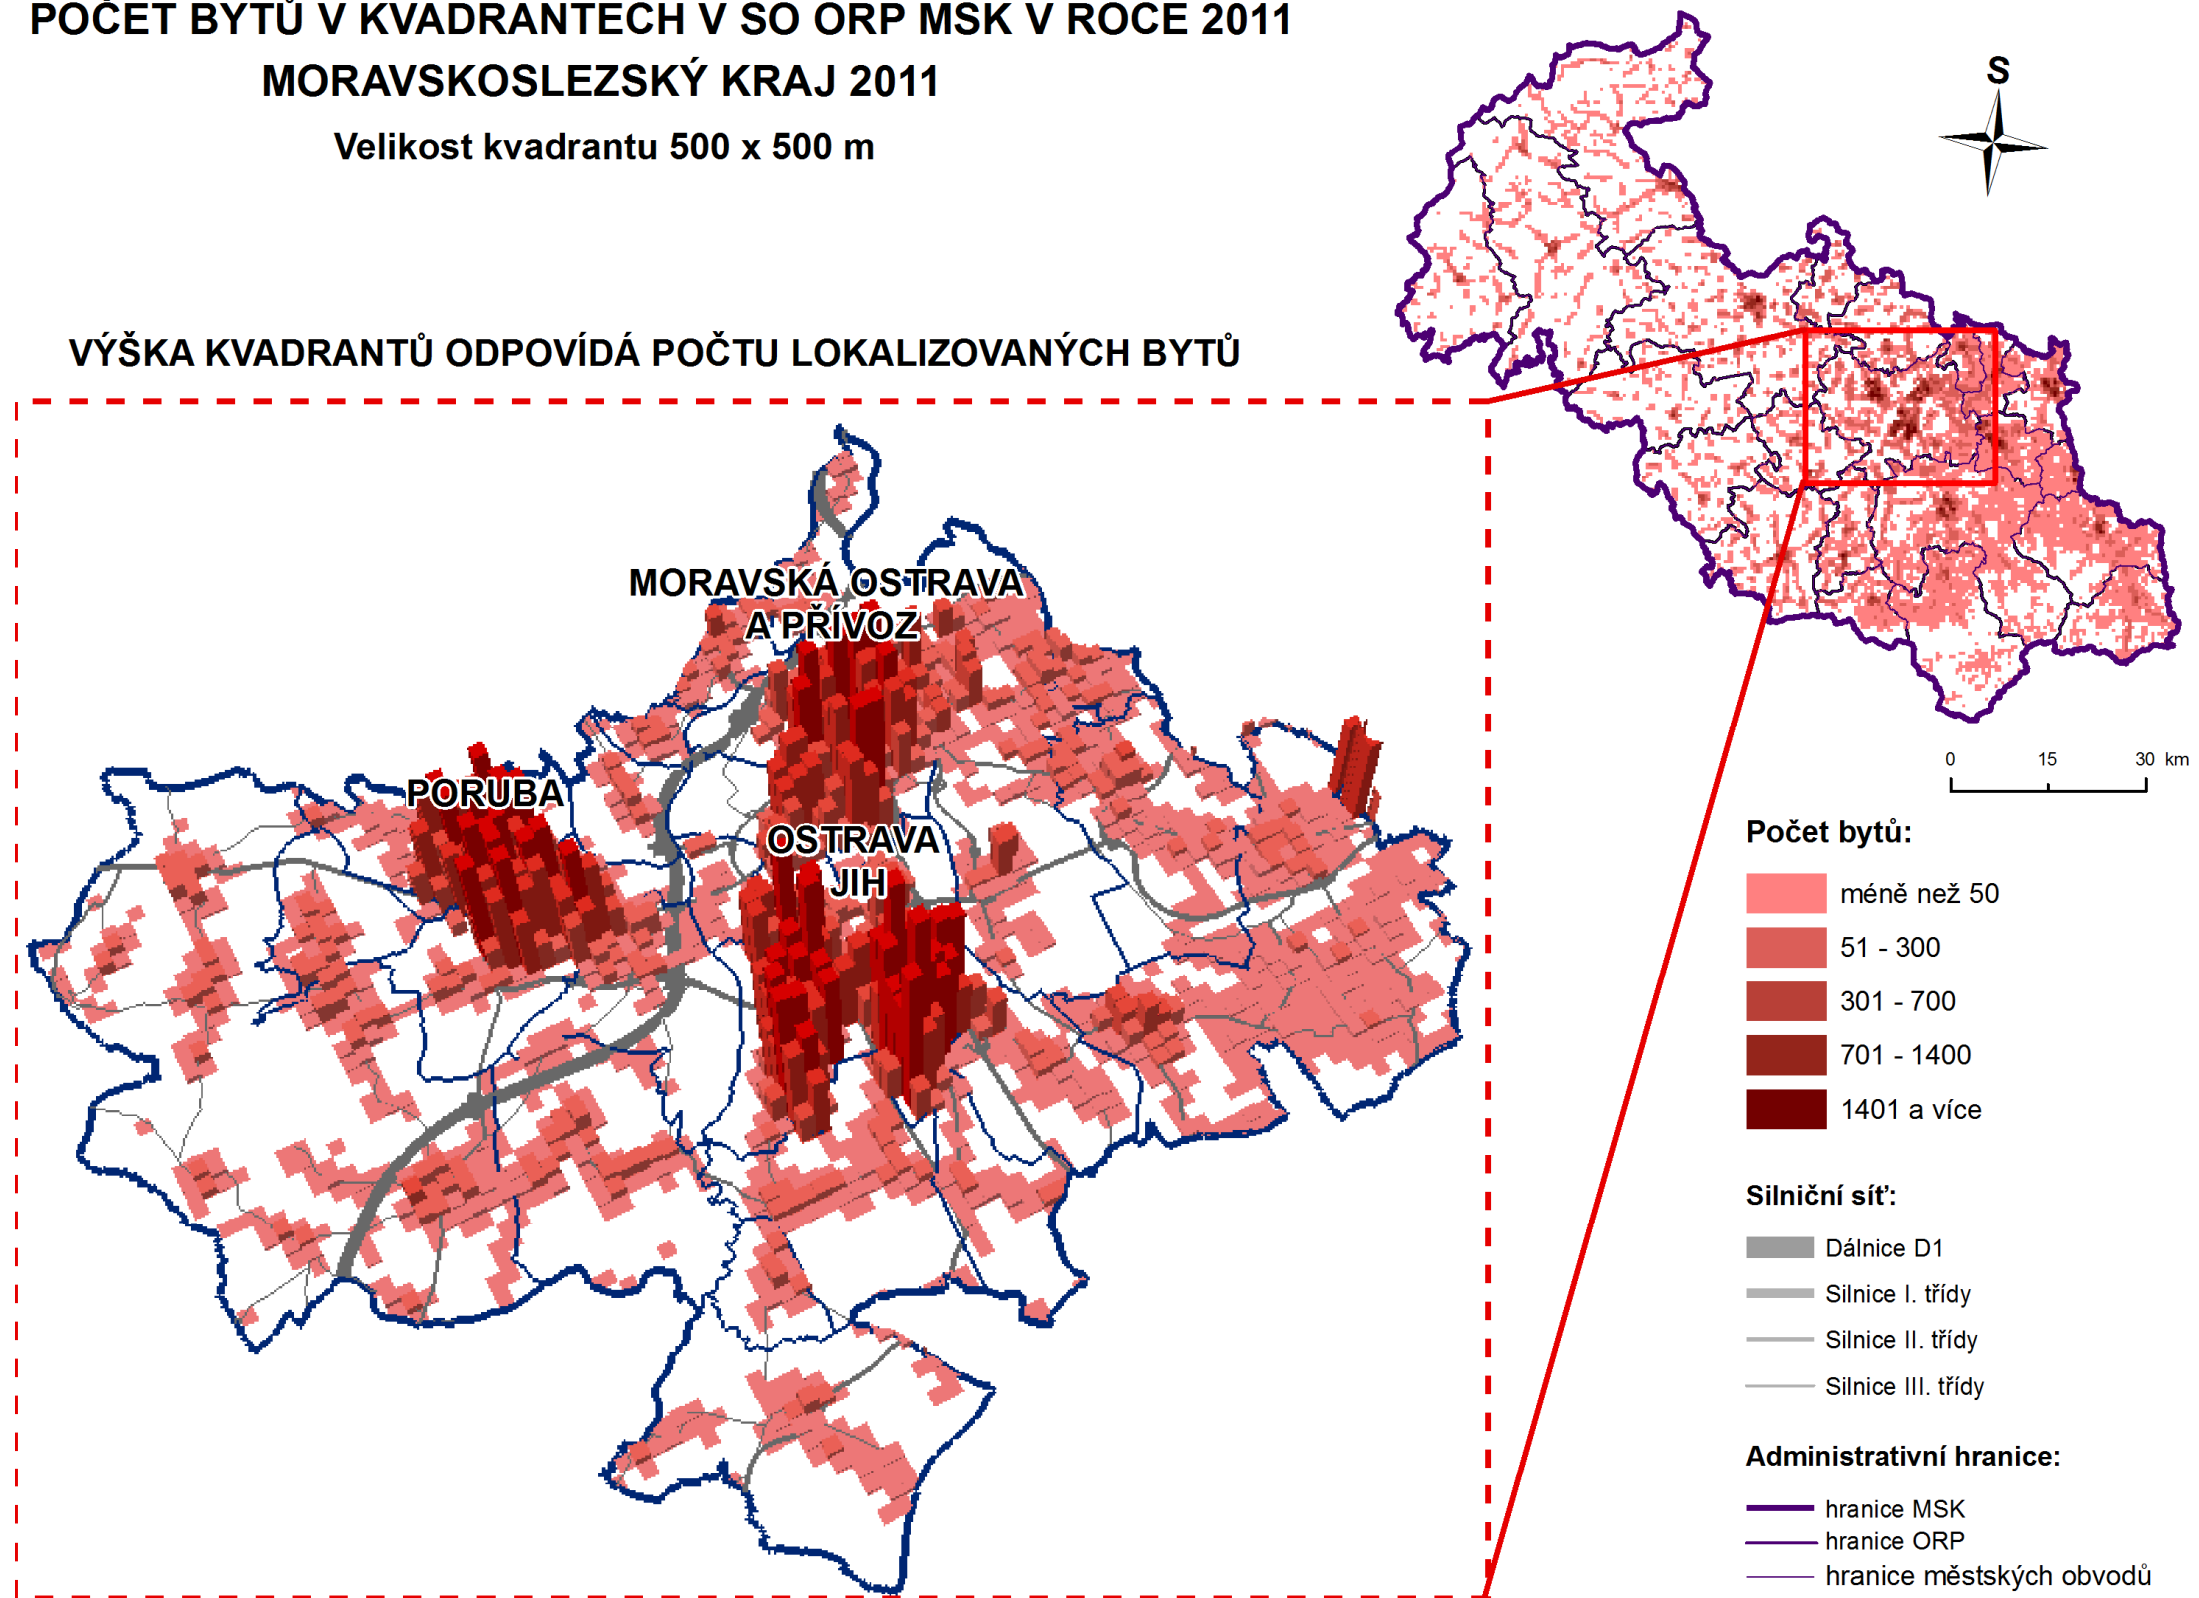 POČET BYTŮ V KVADRANTECH V SO ORP MSK V ROCE 2011
MORAVSKOSLEZSKÝ KRAJ 2011
Velikost kvadrantu 500 x 500 m
S
VÝŠKA KVADRANTŮ ODPOVÍDÁ POČTU LOKALIZOVANÝCH BYTŮ
MORAVSKÁ OSTRAVA
A PŘÍVOZ
PORUBA
OSTRAVA
JIH
0 15 30 km
Počet bytů:
méně než 50
51 - 300
301 - 700
701 - 1400
1401 a více
Silniční síť:
Dálnice D1
Silnice I. třídy
Silnice II. třídy
Silnice III. třídy
Administrativní hranice:
hranice MSK
hranice ORP
hranice městských obvodů